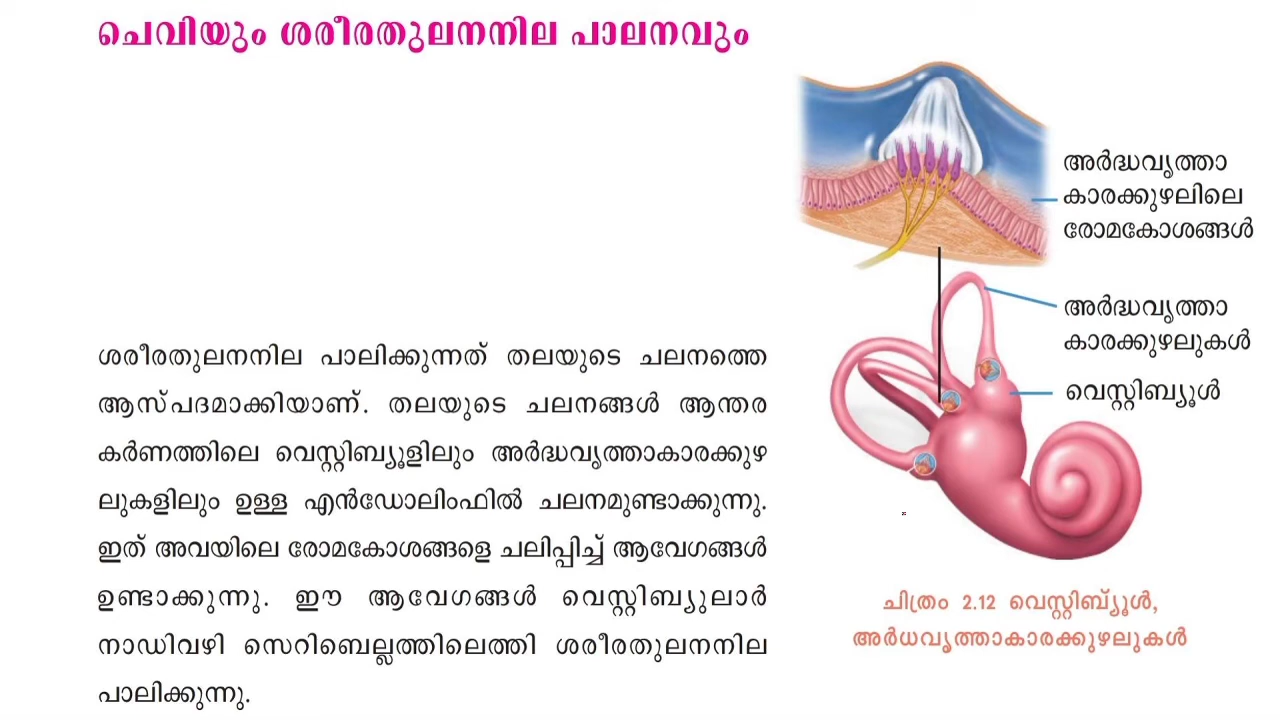 ചെവിയും ശരീരതുലനനില പാലനവും
അർദ്ധവൃത്താ
കാരക്കുഴലിലെ
രോമകോശങ്ങൾ
അർദ്ധവൃത്താ
കാരക്കുഴലുകൾ
വെസ്റ്റിബ്യൂൾ
ശരീരതുലനനില പാലിക്കുന്നത് തലയുടെ ചലനത്തെ
ആസ്പദമാക്കിയാണ്. തലയുടെ ചലനങ്ങൾ ആന്തര
കർണത്തിലെ വെസ്റ്റിബ്യൂളിലും അർദ്ധവൃത്താകാരക്കുഴ
ലുകളിലും ഉള്ള എൻഡോലിംഫിൽ ചലനമുണ്ടാക്കുന്നു.
ഇത് അവയിലെ രോമകോശങ്ങളെ ചലിപ്പിച്ച് ആവേഗങ്ങൾ
ഉണ്ടാക്കുന്നു. ഈ ആവേഗങ്ങൾ വെസ്റ്റിബ്യുലാർ
നാഡിവഴി സെറിബെല്ലത്തിലെത്തി ശരീരതുലനനില
പാലിക്കുന്നു.
ചിത്രം 2.12 വെസ്റ്റിബ്യൂൾ,
അർധവൃത്താകാരക്കുഴലുകൾ